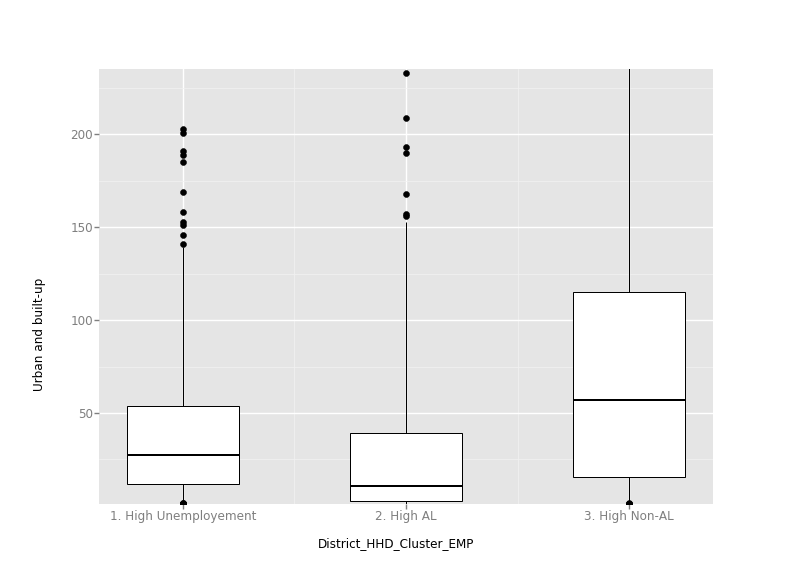 200
150
100
50
Urban and built-up
1. High Unemployement
2. High AL
3. High Non-AL
District_HHD_Cluster_EMP